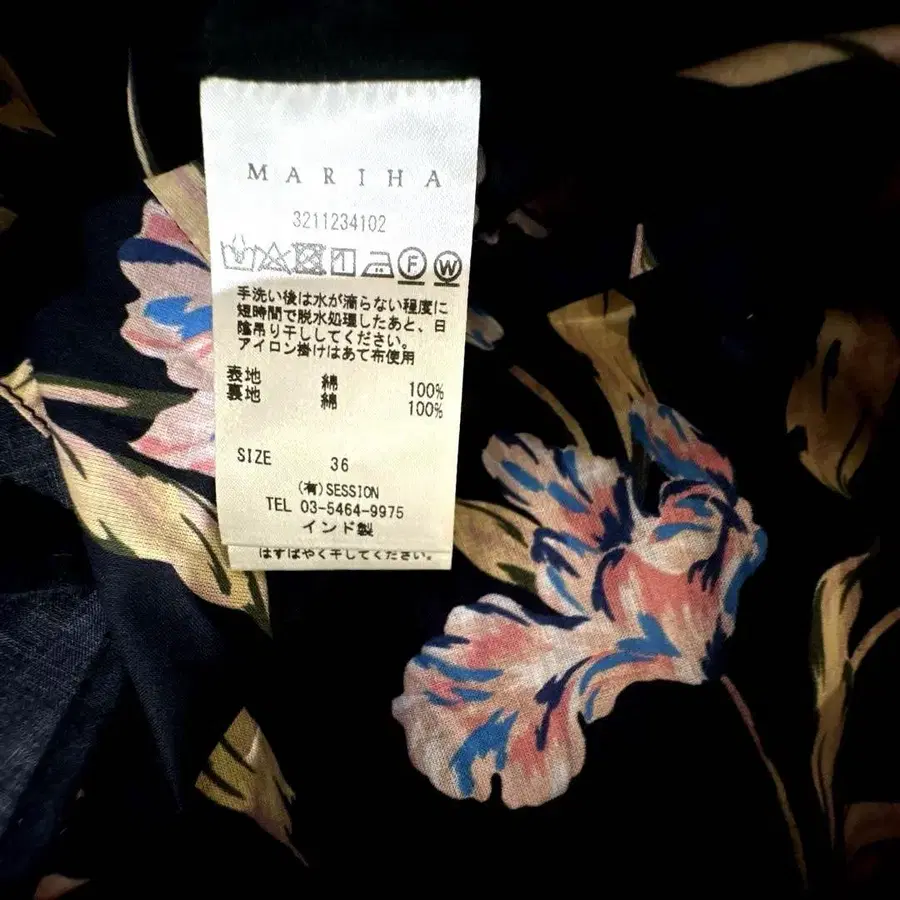 MARIHA
3211234102
F W
手洗い後は水が滴らない程度に
短時間で脱水処理したあと、日
陰吊り干ししてください。
アイロン掛けはあて布使用
表地 綿 100%
裏地 綿 100%
SIZE 36
(有)SESSION
TEL 03-5464-9975
インド製
はすばやく干してください。